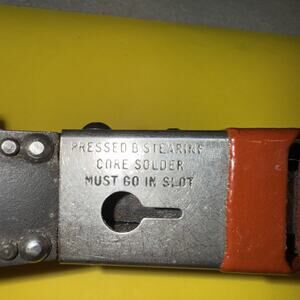 PRESSED & STEARINE
CORE SOLDER
MUST GO IN SLOT